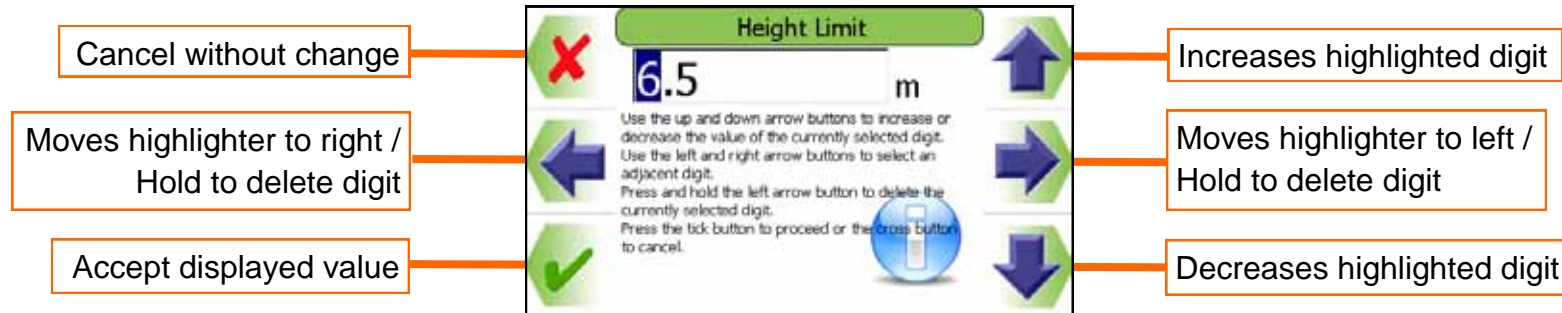 Cancel without change
Moves highlighter to right /
Hold to delete digit
Accept displayed value
Height Limit
6.5
m
Use the up and down arrow buttons to increase or
decrease the value of the currently selected digit.
Use the left and right arrow buttons to select an
adjacent digit.
Press and hold the left arrow button to delete the
currently selected digit.
Press the tick button to proceed or the cross button
to cancel.
Increases highlighted digit
Moves highlighter to left /
Hold to delete digit
Decreases highlighted digit